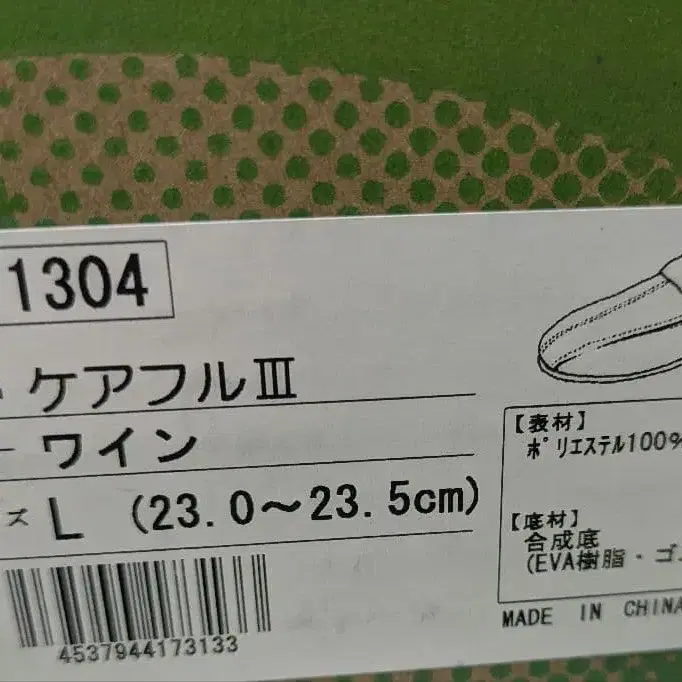 1304
ケアフルⅢ
ー ワイン
ズ L (23.0～23.5cm)
4537944173133
【表材】
ポリエステル100%
【底材】
合成底
(EVA樹脂・ゴ
MADE IN CHINA